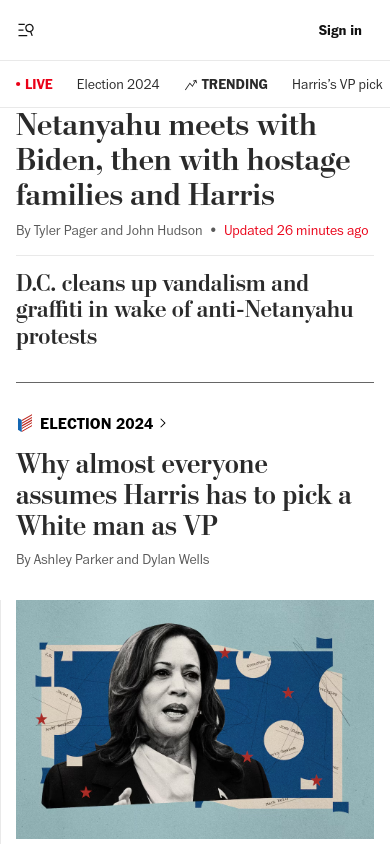 Sign in
LIVE
Election 2024
TRENDING
Harris's VP pick
Netanyahu meets with
Biden, then with hostage
families and Harris
By Tyler Pager and John Hudson • Updated 26 minutes ago
D.C. cleans up vandalism and
graffiti in wake of anti-Netanyahu
protests
ELECTION 2024
Why almost everyone
assumes Harris has to pick a
White man as VP
By Ashley Parker and Dylan Wells